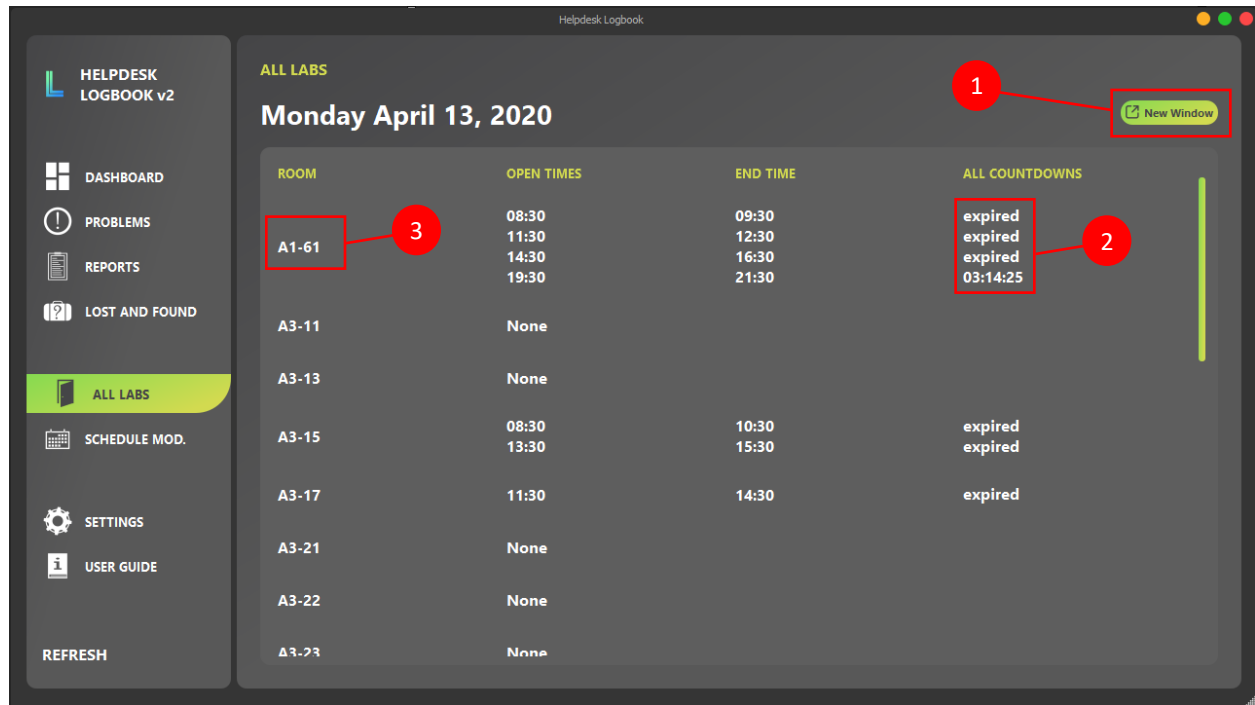 Helpdesk Logbook
HELPDESK
LOGBOOK v2
DASHBOARD
PROBLEMS
REPORTS
LOST AND FOUND
ALL LABS
SCHEDULE MOD.
SETTINGS
USER GUIDE
REFRESH
ALL LABS
Monday April 13, 2020
1
New Window
ROOM OPEN TIMES END TIME ALL COUNTDOWNS
A1-61
3
08:30 09:30 expired
11:30 12:30 expired
14:30 16:30 expired
19:30 21:30 03:14:25
2
A3-11 None
A3-13 None
A3-15
08:30 10:30 expired
13:30 15:30 expired
A3-17 11:30 14:30 expired
A3-21 None
A3-22 None
A3-23 None